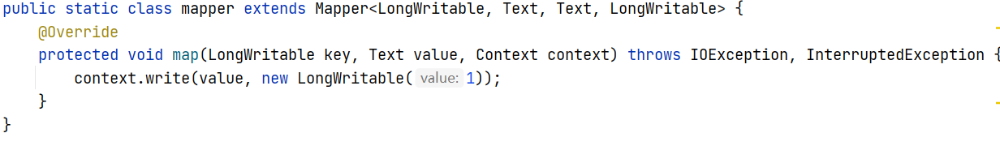 public static class mapper extends Mapper<LongWritable, Text, Text, LongWritable> {
    @Override
    protected void map(LongWritable key, Text value, Context context) throws IOException, InterruptedException {
        context.write(value, new LongWritable( value: 1));
    }
}